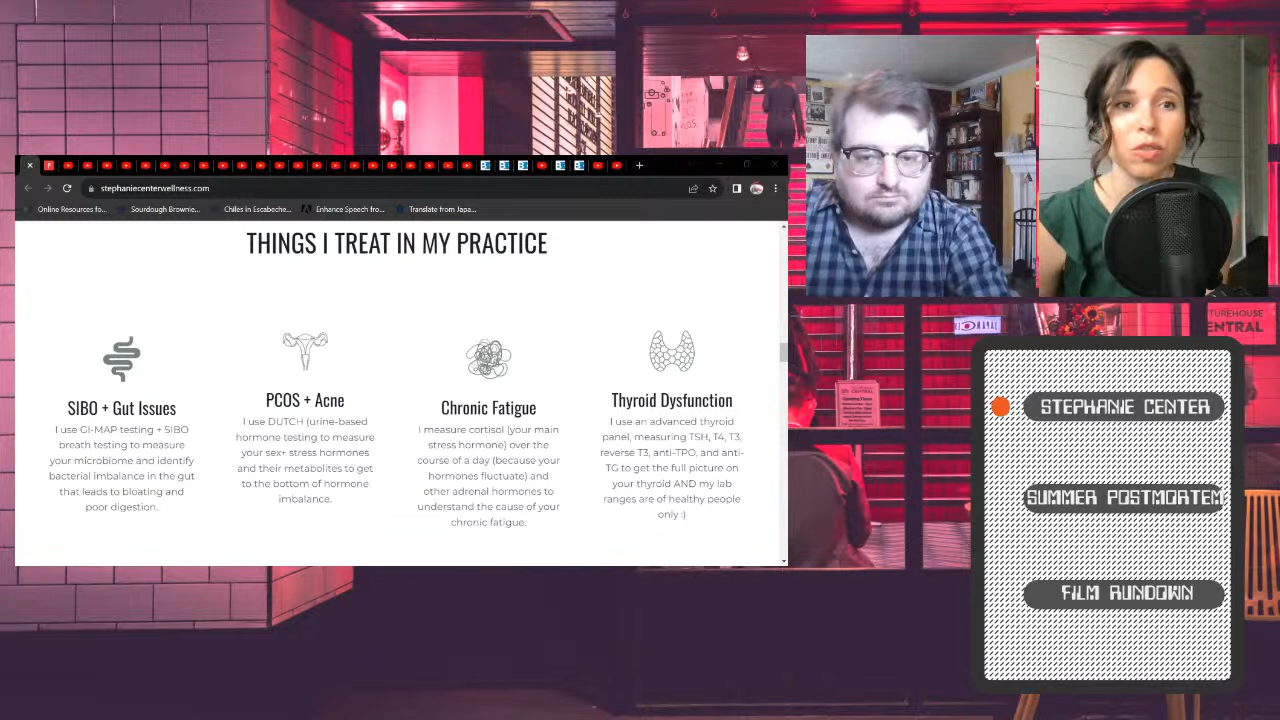 stephaniecenterwellness.com
Online Resources fo...
Sourdough Brownie...
Chiles in Escabeche...
Enhance Speech fro...
Translate from Japa...
THINGS I TREAT IN MY PRACTICE
SIBO + Gut Issues
I use GI-MAP testing + SIBO
breath testing to measure
your microbiome and identify
bacterial imbalance in the gut
that leads to bloating and
poor digestion.
PCOS + Acne
I use DUTCH (urine-based
hormone testing to measure
your sex+ stress hormones
and their metabolites to get
to the bottom of hormone
imbalance.
Chronic Fatigue
I measure cortisol (your main
stress hormone) over the
course of a day (because your
hormones fluctuate) and
other adrenal hormones to
understand the cause of your
chronic fatigue.
Thyroid Dysfunction
I use an advanced thyroid
panel, measuring TSH, T4, T3,
reverse T3, anti-TPO, and anti-
TG to get the full picture on
your thyroid AND my lab
ranges are of healthy people
only :)
STEPHANIE CENTER
SUMMER POSTMORTEM
FILM RUNDOWN
TUREHOUSE
ENTRAL